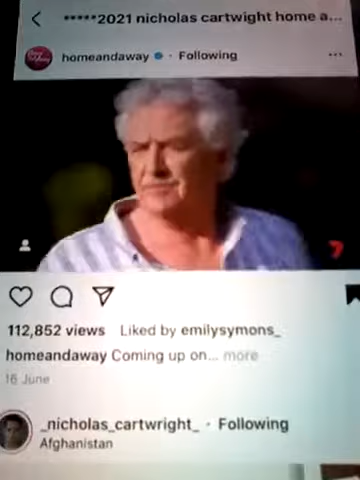 *****2021 nicholas cartwight home a...
homeandaway · Following
112,852 views Liked by emilysymons_
homeandaway Coming up on... more
16 June
_nicholas_cartwright_ · Following
Afghanistan